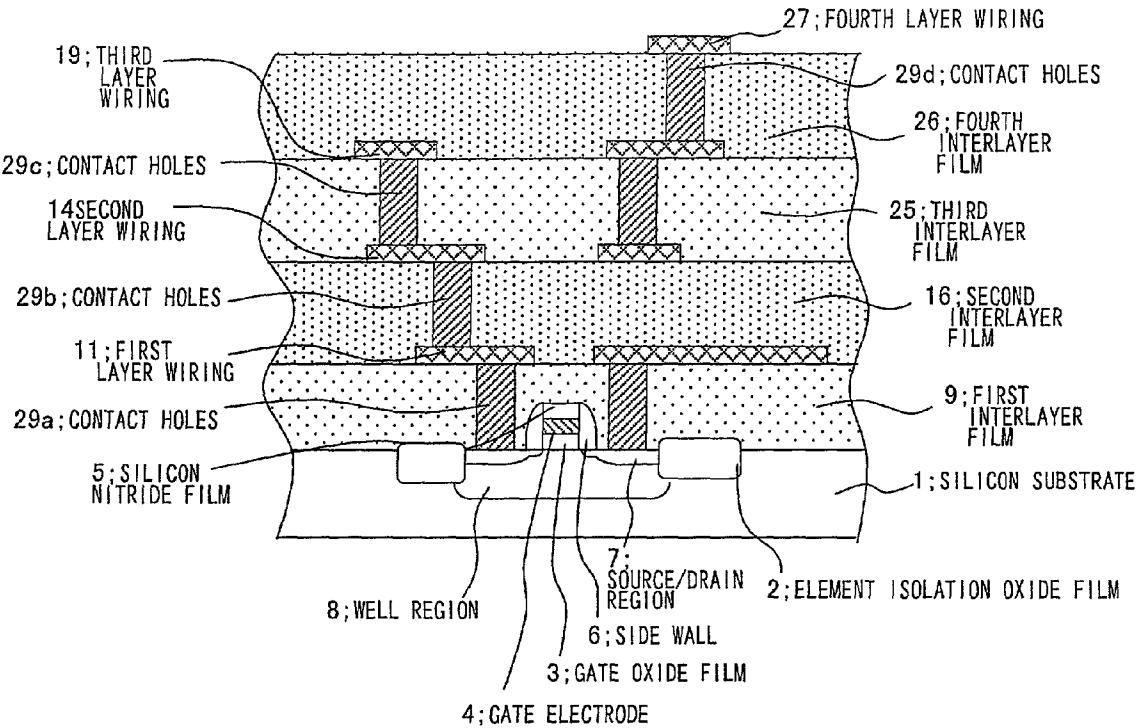 27;FOURTH LAYER WIRING
19;THIRD
LAYER
WIRING
29d;CONTACT HOLES
26;FOURTH
INTERLAYER
FILM
29c;CONTACT HOLES
14SECOND
LAYER WIRING
25;THIRD
INTERLAYER
FILM
29b;CONTACT HOLES
16;SECOND
INTERLAYER
FILM
11;FIRST
LAYER WIRING
9;FIRST
INTERLAYER
FILM
29a;CONTACT HOLES
5;SILICON
NITRIDE FILM
1;SILICON SUBSTRATE
7;
SOURCE/DRAIN
REGION
2;ELEMENT ISOLATION OXIDE FILM
8;WELL REGION
6;SIDE WALL
3;GATE OXIDE FILM
4;GATE ELECTRODE